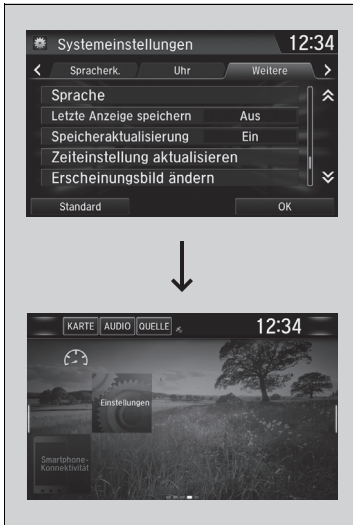 Systemeinstellungen 12:34
Spracherk. Uhr Weitere
Sprache
Letzte Anzeige speichern Aus
Speicheraktualisierung Ein
Zeiteinstellung aktualisieren
Erscheinungsbild ändern
Standard OK
KARTE AUDIO QUELLE 12:34
Einstellungen
Smartphone-
Konnektivität